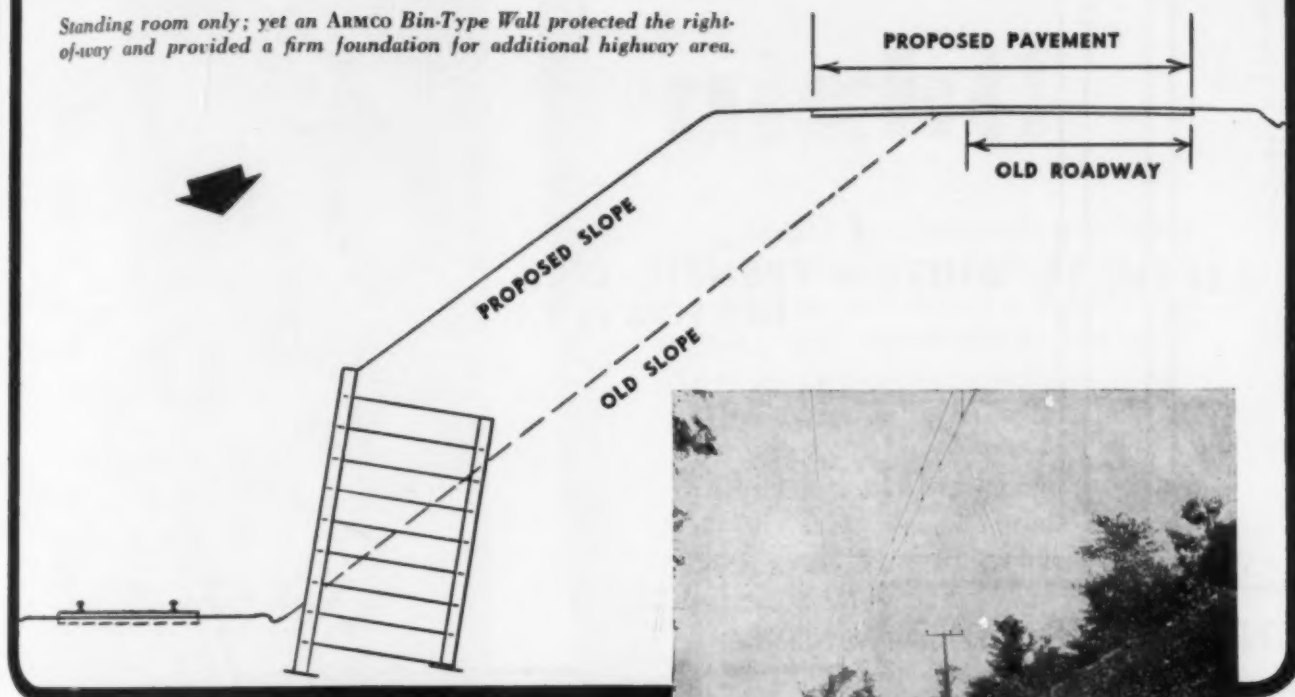 Standing room only; yet an ARMCO Bin-Type Wall protected the right-
of-way and provided a firm foundation for additional highway area.
PROPOSED PAVEMENT
OLD ROADWAY
PROPOSED SLOPE
OLD SLOPE